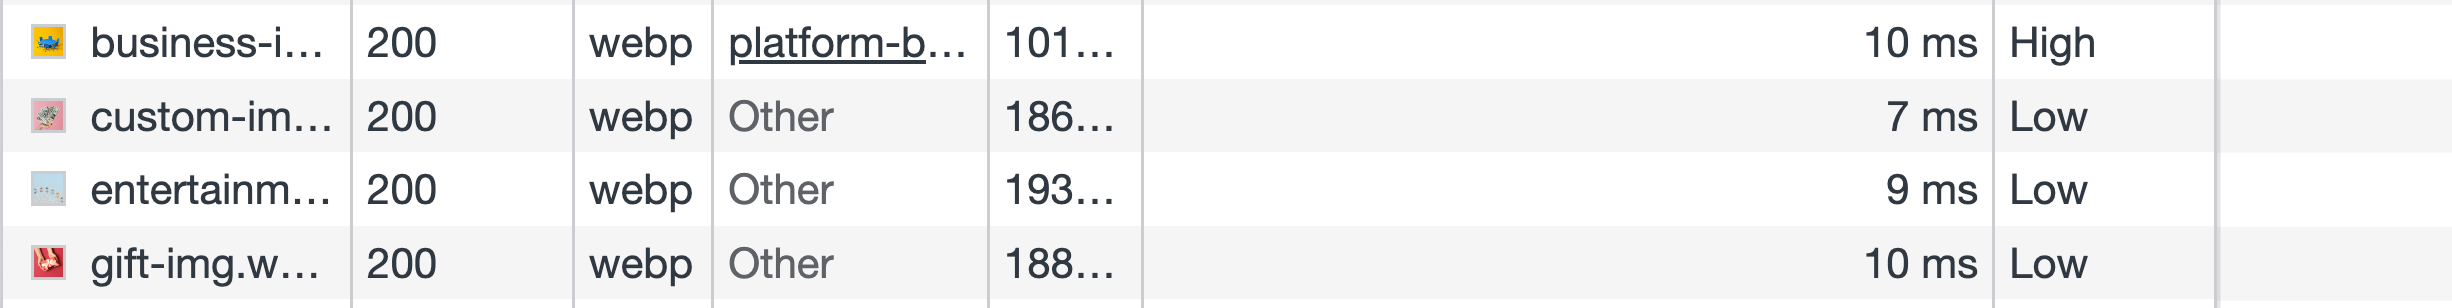 business-i... 200 webp platform-b... 101... 10 ms High
custom-im... 200 webp Other 186... 7 ms Low
entertainm... 200 webp Other 193... 9 ms Low
gift-img.w... 200 webp Other 188... 10 ms Low